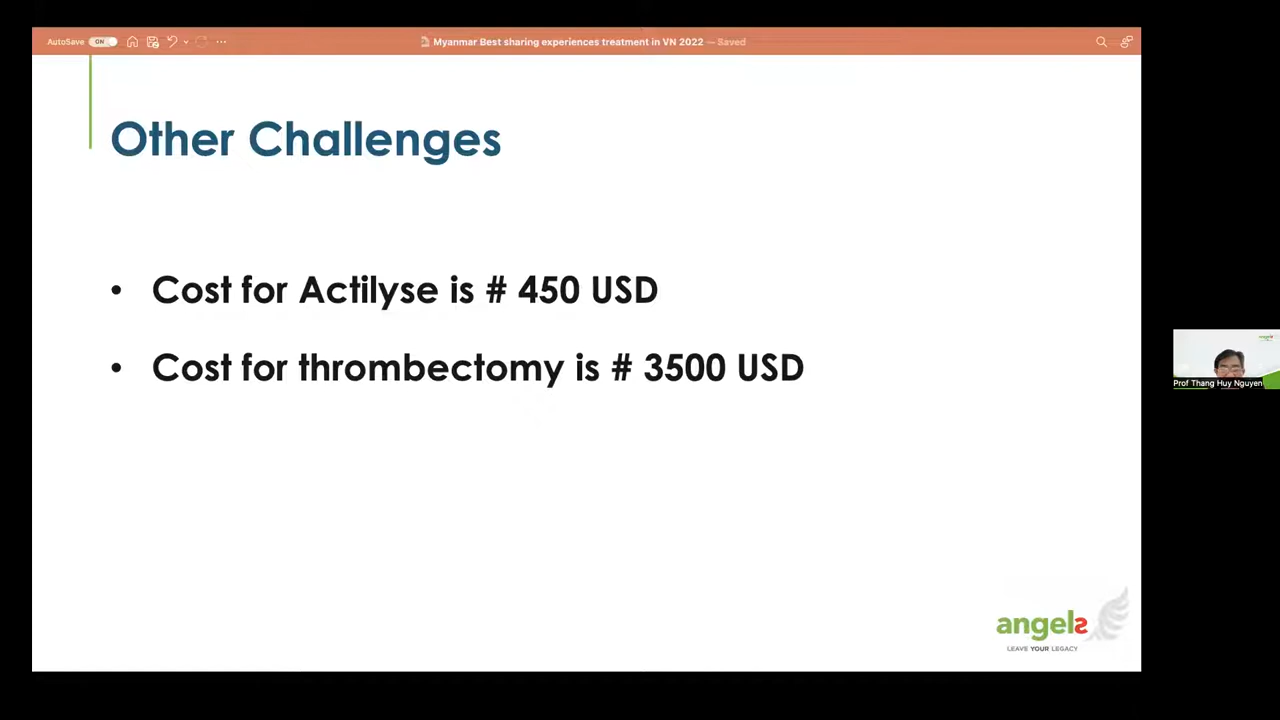 AutoSave ON
Myanmar Best sharing experiences treatment in VN 2022 — Saved
Other Challenges
• Cost for Actilyse is # 450 USD
• Cost for thrombectomy is # 3500 USD
Prof Thang Huy Nguyen
angels
LEAVE YOUR LEGACY